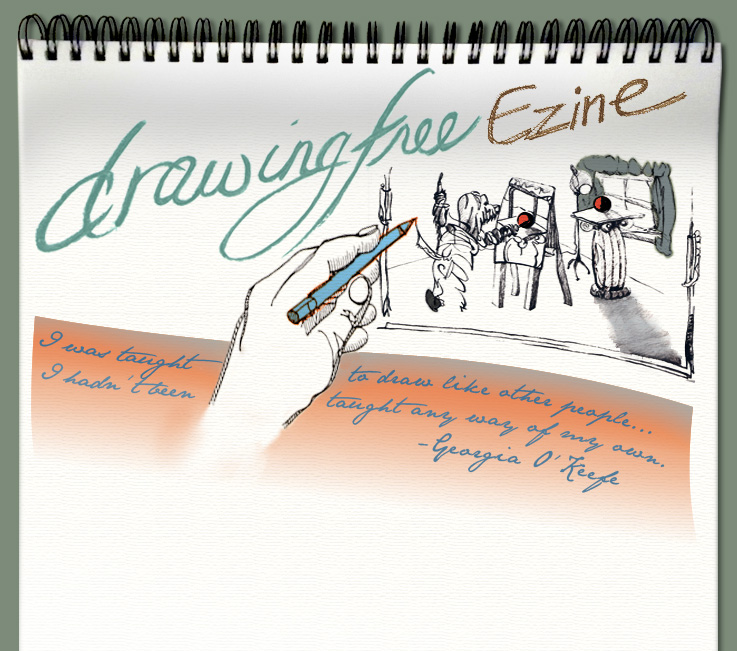 drawingfree Ezine
I was taught to draw like other people...
I hadn't been taught any way of my own.
-Georgia O'Keefe